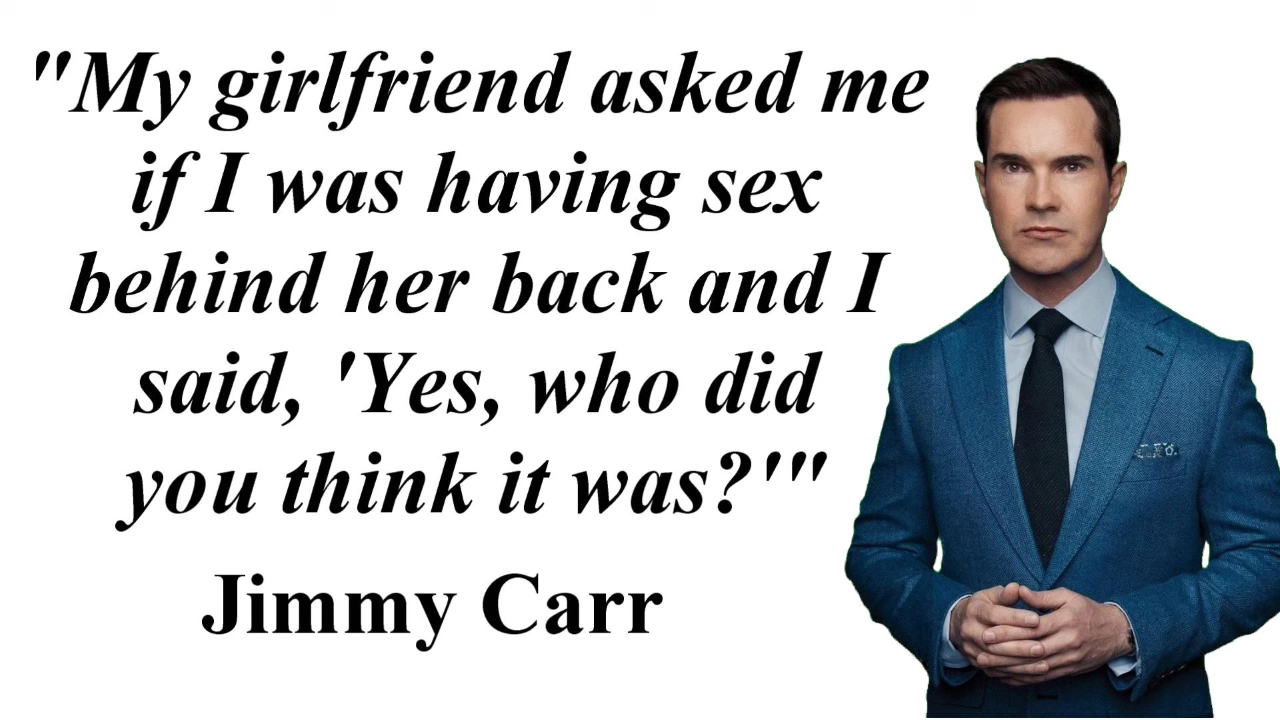 "My girlfriend asked me
if I was having sex
behind her back and I
said, 'Yes, who did
you think it was?'"
Jimmy Carr